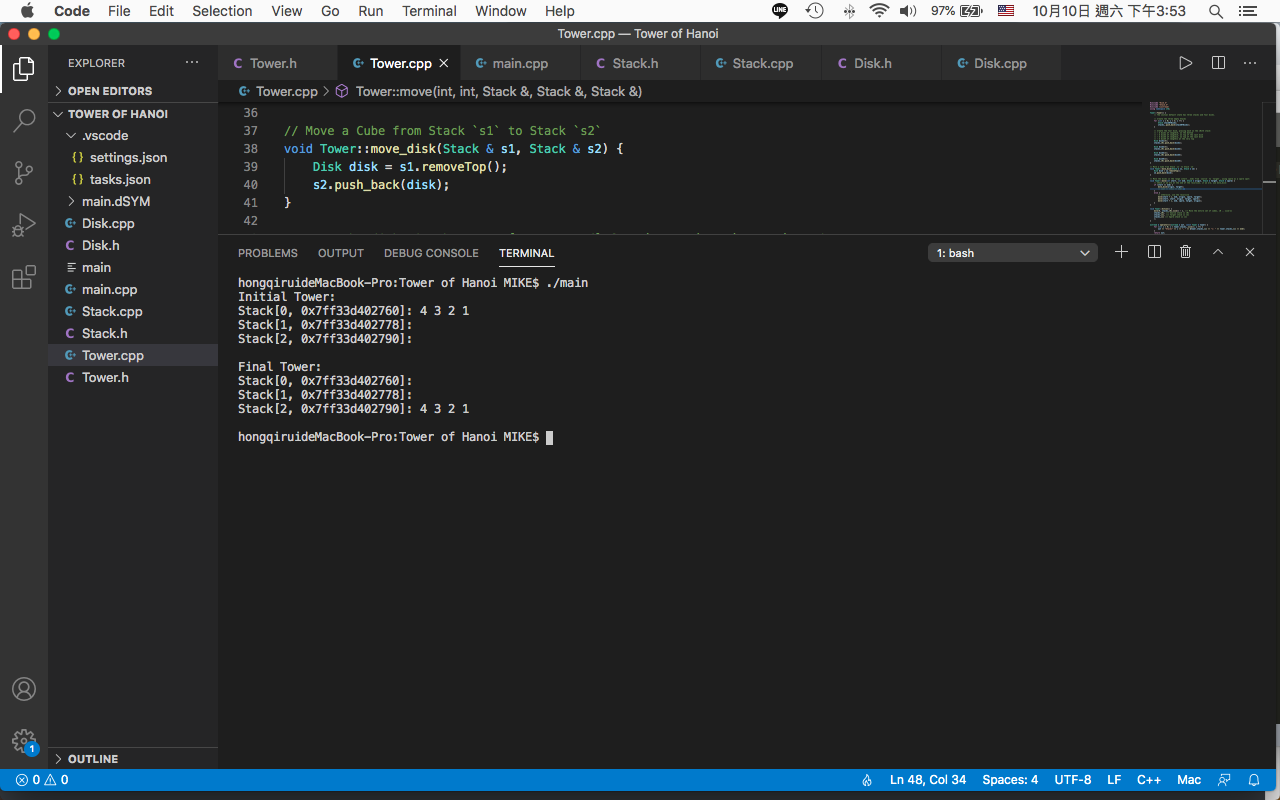 Code File Edit Selection View Go Run Terminal Window Help LINE 97% 10月10日 週六 下午3:53
Tower.cpp — Tower of Hanoi
EXPLORER ···
OPEN EDITORS
TOWER OF HANOI
.vscode
{} settings.json
{} tasks.json
main.dSYM
Disk.cpp
C Disk.h
main
main.cpp
Stack.cpp
C Stack.h
Tower.cpp
C Tower.h
OUTLINE
1
C Tower.h Tower.cpp main.cpp C Stack.h Stack.cpp C Disk.h Disk.cpp ···
Tower.cpp > Tower::move(int, int, Stack &, Stack &, Stack &)
36
37 // Move a Cube from Stack `s1` to Stack `s2`
38 void Tower::move_disk(Stack & s1, Stack & s2) {
39 Disk disk = s1.removeTop();
40 s2.push_back(disk);
41 }
42
PROBLEMS OUTPUT DEBUG CONSOLE TERMINAL 1: bash
hongqiruideMacBook-Pro:Tower of Hanoi MIKE$ ./main
Initial Tower:
Stack[0, 0x7ff33d402760]: 4 3 2 1
Stack[1, 0x7ff33d402778]:
Stack[2, 0x7ff33d402790]:
Final Tower:
Stack[0, 0x7ff33d402760]:
Stack[1, 0x7ff33d402778]:
Stack[2, 0x7ff33d402790]: 4 3 2 1
hongqiruideMacBook-Pro:Tower of Hanoi MIKE$
0 0 Ln 48, Col 34 Spaces: 4 UTF-8 LF C++ Mac